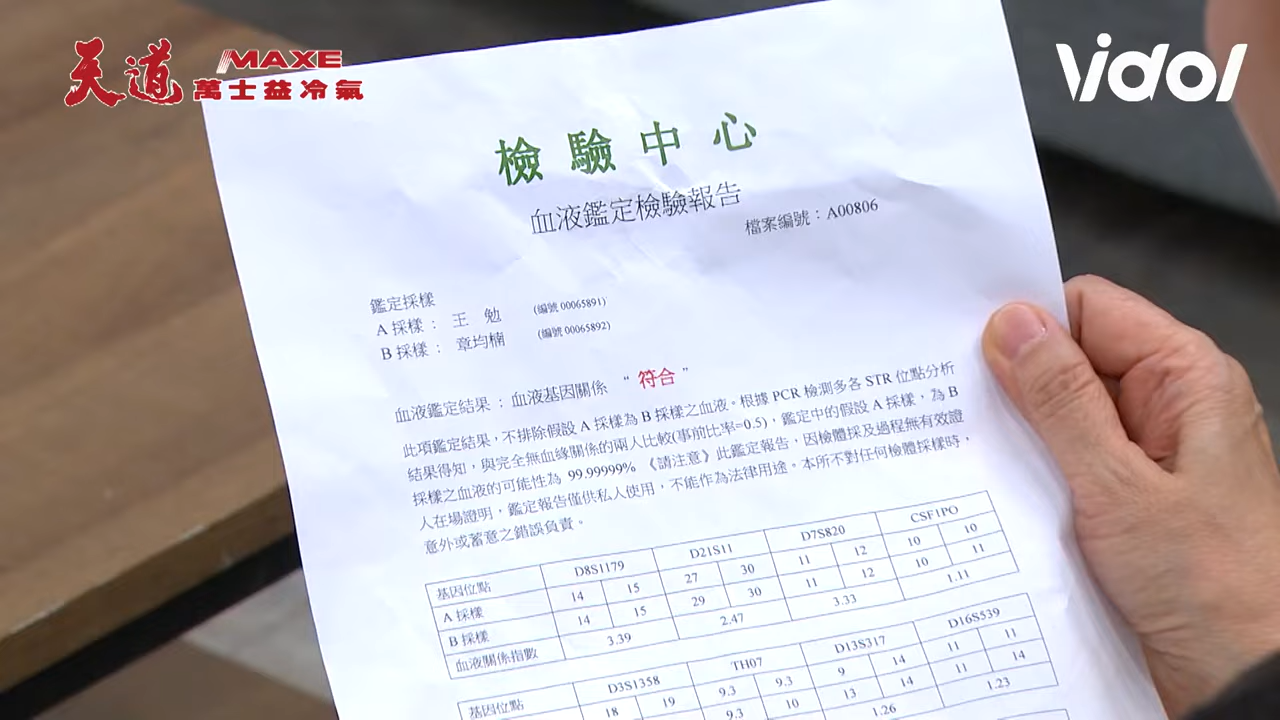 天道
MAXE
萬士益冷氣
Vidol
檢驗中心
血液鑑定檢驗報告
檔案編號：A00806
鑑定採樣
A 採樣： 王 勉 (編號 00065891)
B 採樣： 章均楠 (編號 00065892)
血液鑑定結果：血液基因關係 “ 符合 ”
此項鑑定結果，不排除假設 A 採樣為 B 採樣之血液。根據 PCR 檢測多各 STR 位點分析
結果得知，與完全無血緣關係的兩人比較(事前比率=0.5)，鑑定中的假設 A 採樣，為 B
採樣之血液的可能性為 99.99999% 《請注意》此鑑定報告，因檢體採及過程無有效證
人在場證明，鑑定報告僅供私人使用，不能作為法律用途。本所不對任何檢體採樣時，
意外或蓄意之錯誤負責。
基因位點 D8S1179 D21S11 D7S820 CSF1PO
A 採樣 14 15 27 30 11 12 10 10
B 採樣 14 15 29 30 11 12 10 11
血液關係指數 3.39 2.47 3.33 1.11
基因位點 D3S1358 TH07 D13S317 D16S539
18 19 9.3 9.3 9 14 11 11
9.3 10 13 14 11 14
1.26 1.23